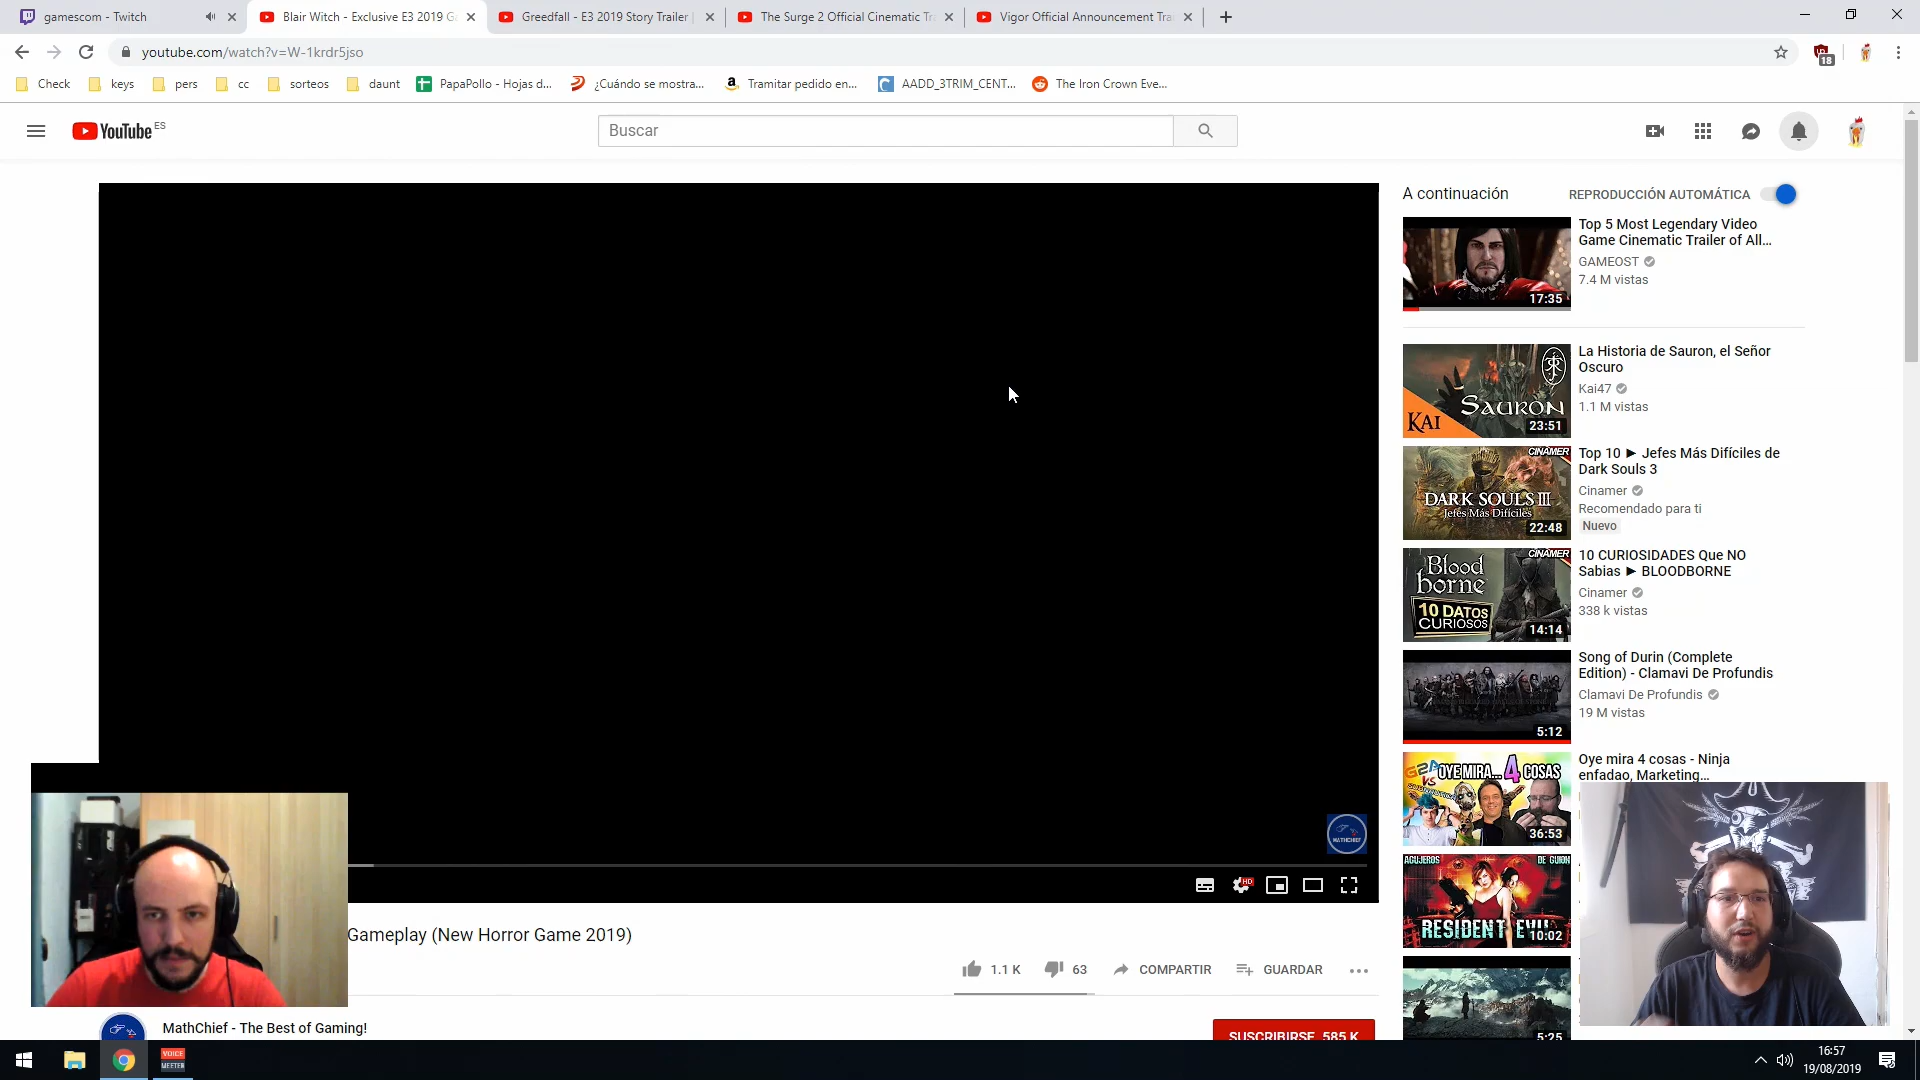 gamescom - Twitch
Blair Witch - Exclusive E3 2019 G
Greedfall - E3 2019 Story Trailer
The Surge 2 Official Cinematic Tr
Vigor Official Announcement Tra
youtube.com/watch?v=W-1krdr5jso
18
Check
keys
pers
cc
sorteos
daunt
PapaPollo - Hojas d...
¿Cuándo se mostra...
Tramitar pedido en...
AADD_3TRIM_CENT...
The Iron Crown Eve...
YouTube ES
Buscar
A continuación
REPRODUCCIÓN AUTOMÁTICA
17:35
Top 5 Most Legendary Video
Game Cinematic Trailer of All...
GAMEOST
7.4 M vistas
SAURON
KAI
23:51
La Historia de Sauron, el Señor
Oscuro
Kai47
1.1 M vistas
CINAMER
DARK SOULS III
Jefes Más Difíciles
22:48
Top 10 ► Jefes Más Difíciles de
Dark Souls 3
Cinamer
Recomendado para ti
Nuevo
CINAMER
Blood
borne
10 DATOS
CURIOSOS
14:14
10 CURIOSIDADES Que NO
Sabias ► BLOODBORNE
Cinamer
338 k vistas
5:12
Song of Durin (Complete
Edition) - Clamavi De Profundis
Clamavi De Profundis
19 M vistas
G2A
VS
OYE MIRA... 4 COSAS
36:53
Oye mira 4 cosas - Ninja
enfadao, Marketing...
AGUJEROS DE GUION
RESIDENT EVIL
10:02
5:25
MATHCHIEF
HD
Gameplay (New Horror Game 2019)
1.1 K
63
COMPARTIR
GUARDAR
MathChief - The Best of Gaming!
SUSCRIBIRSE 585 K
VOICE
MEETER
16:57
19/08/2019